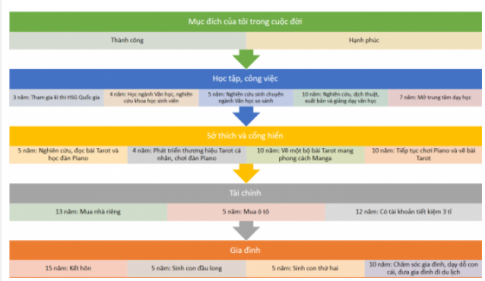 Mục đích của tôi trong cuộc đời
Thành công
Hạnh phúc
Học tập, công việc
3 năm: Tham gia kì thi HSG Quốc gia
4 năm: Học ngành Văn học, nghiên
cứu khoa học sinh viên
5 năm: Nghiên cứu sinh chuyên
ngành Văn học so sánh
10 năm: Nghiên cứu, dịch thuật,
xuất bản và giảng dạy văn học
7 năm: Mở trung tâm dạy học
Sở thích và cống hiến
5 năm: Nghiên cứu, đọc bài Tarot và
học đàn Piano
4 năm: Phát triển thương hiệu Tarot cá
nhân, chơi đàn Piano
10 năm: Vẽ một bộ bài Tarot mang
phong cách Manga
10 năm: Tiếp tục chơi Piano và vẽ bài
Tarot
Tài chính
13 năm: Mua nhà riêng
5 năm: Mua ô tô
12 năm: Có tài khoản tiết kiệm 3 tỉ
Gia đình
15 năm: Kết hôn
5 năm: Sinh con đầu lòng
5 năm: Sinh con thứ hai
10 năm: Chăm sóc gia đình, dạy dỗ con
cái, đưa gia đình đi du lịch